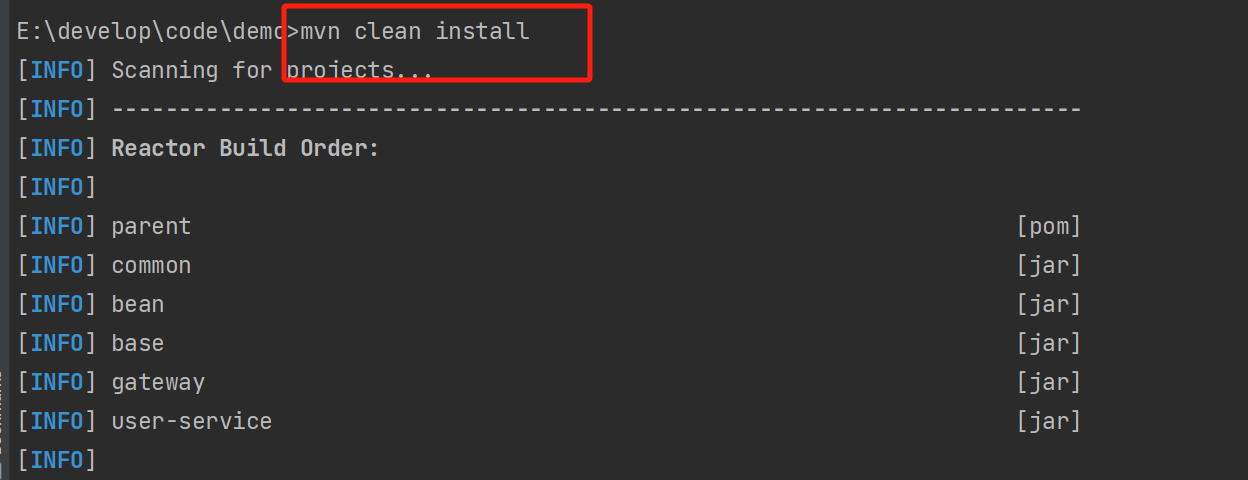 E:\develop\code\demo>mvn clean install
[INFO] Scanning for projects...
[INFO] ------------------------------------------------------------------------
[INFO] Reactor Build Order:
[INFO]
[INFO] parent [pom]
[INFO] common [jar]
[INFO] bean [jar]
[INFO] base [jar]
[INFO] gateway [jar]
[INFO] user-service [jar]
[INFO]